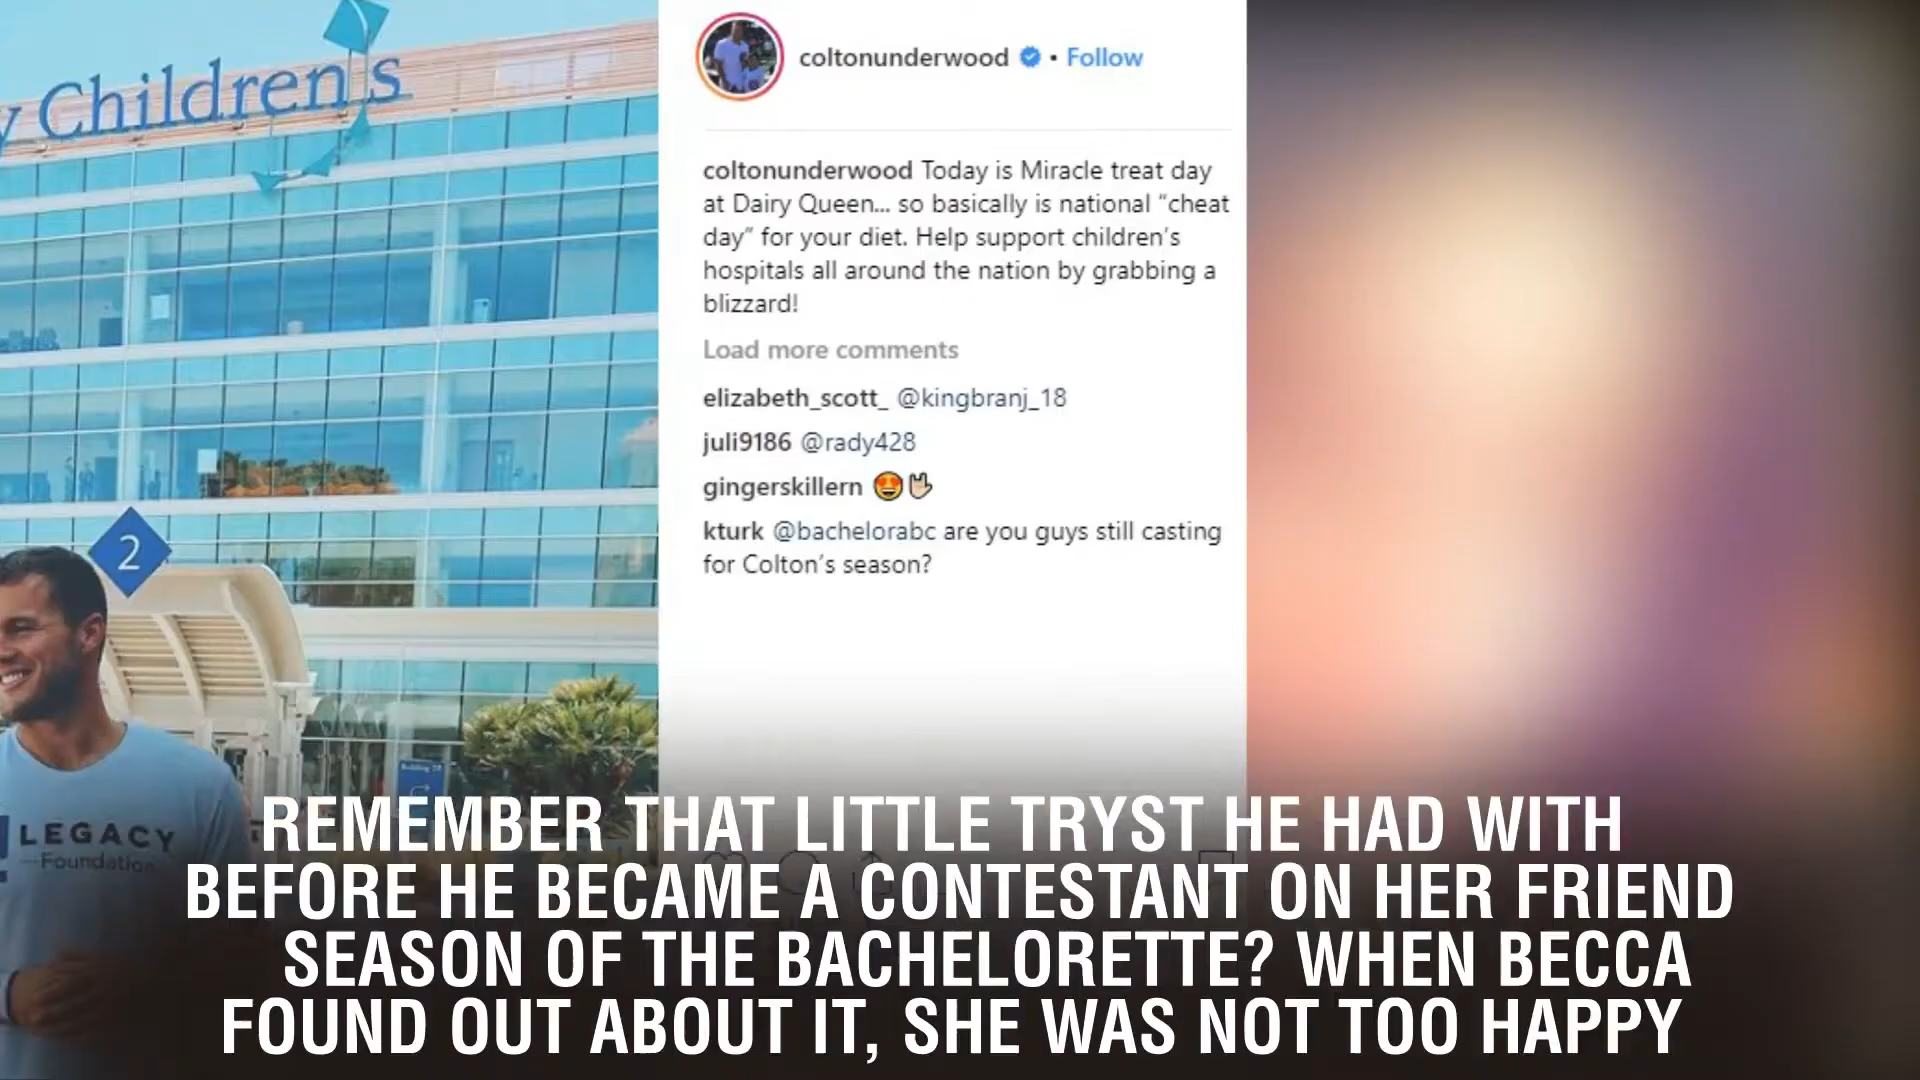 Children's
2
LEGACY
Foundation
coltonunderwood • Follow
coltonunderwood Today is Miracle treat day
at Dairy Queen... so basically is national “cheat
day” for your diet. Help support children’s
hospitals all around the nation by grabbing a
blizzard!
Load more comments
elizabeth_scott_ @kingbranj_18
juli9186 @rady428
gingerskillern 😍🤟🏼
kturk @bachelorabc are you guys still casting
for Colton’s season?
REMEMBER THAT LITTLE TRYST HE HAD WITH
BEFORE HE BECAME A CONTESTANT ON HER FRIEND
SEASON OF THE BACHELORETTE? WHEN BECCA
FOUND OUT ABOUT IT, SHE WAS NOT TOO HAPPY